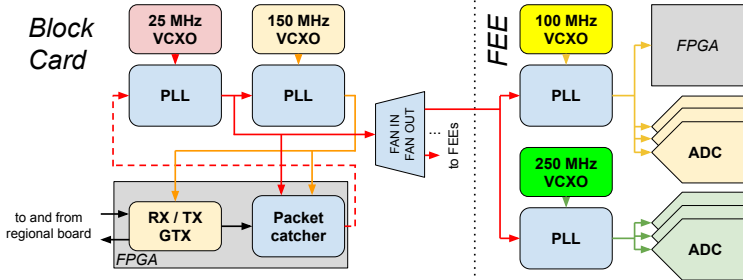 Block
Card
25 MHz
VCXO
150 MHz
VCXO
PLL
PLL
FAN IN
FAN OUT
...
to FEEs
to and from
regional board
RX / TX
GTX
Packet
catcher
FPGA
FEE
100 MHz
VCXO
PLL
FPGA
ADC
250 MHz
VCXO
PLL
ADC